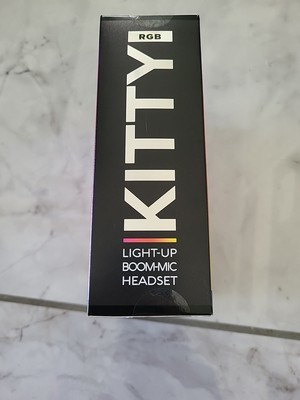 RGB
KITTY
LIGHT-UP
BOOM-MIC
HEADSET